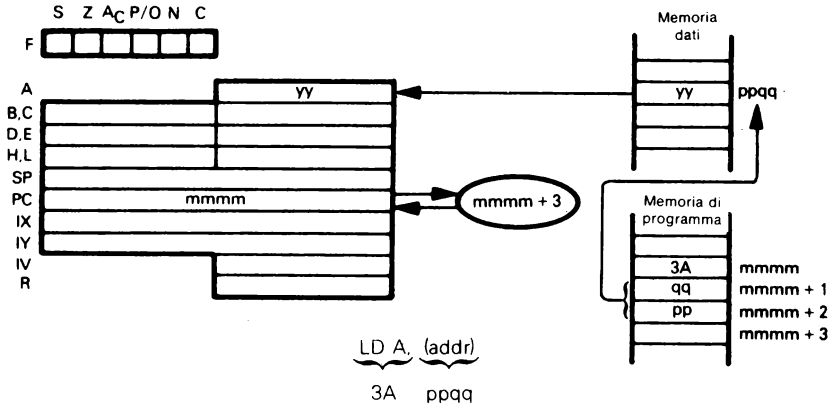 S Z AC P/O N C
F
Memoria
dati
A yy yy ppqq
B,C
D,E
H,L
SP
PC mmmm mmmm + 3
IX
IY
IV
R
Memoria di
programma
3A mmmm
qq mmmm + 1
pp mmmm + 2
mmmm + 3
LD A, (addr)
3A ppqq